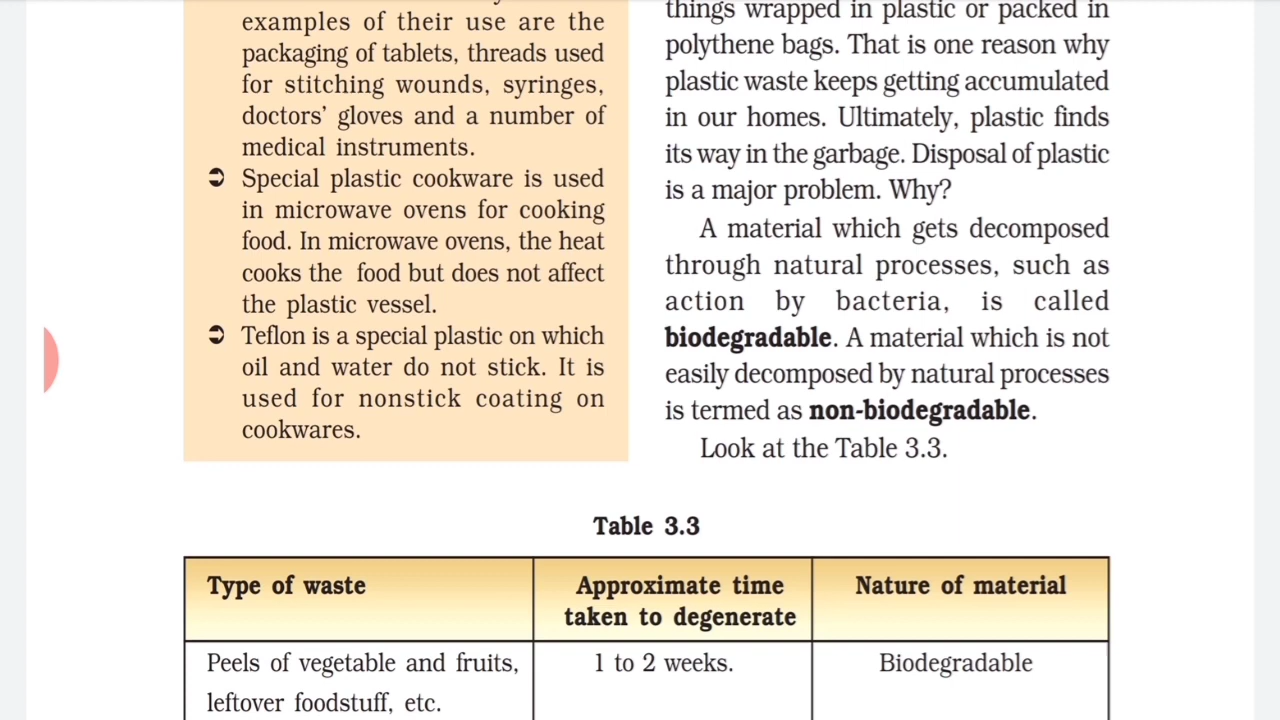 examples of their use are the
packaging of tablets, threads used
for stitching wounds, syringes,
doctors’ gloves and a number of
medical instruments.
➲ Special plastic cookware is used
in microwave ovens for cooking
food. In microwave ovens, the heat
cooks the food but does not affect
the plastic vessel.
➲ Teflon is a special plastic on which
oil and water do not stick. It is
used for nonstick coating on
cookwares.
things wrapped in plastic or packed in
polythene bags. That is one reason why
plastic waste keeps getting accumulated
in our homes. Ultimately, plastic finds
its way in the garbage. Disposal of plastic
is a major problem. Why?
A material which gets decomposed
through natural processes, such as
action by bacteria, is called
biodegradable. A material which is not
easily decomposed by natural processes
is termed as non-biodegradable.
Look at the Table 3.3.
Table 3.3
Type of waste
Approximate time
taken to degenerate
Nature of material
Peels of vegetable and fruits,
leftover foodstuff, etc.
1 to 2 weeks.
Biodegradable